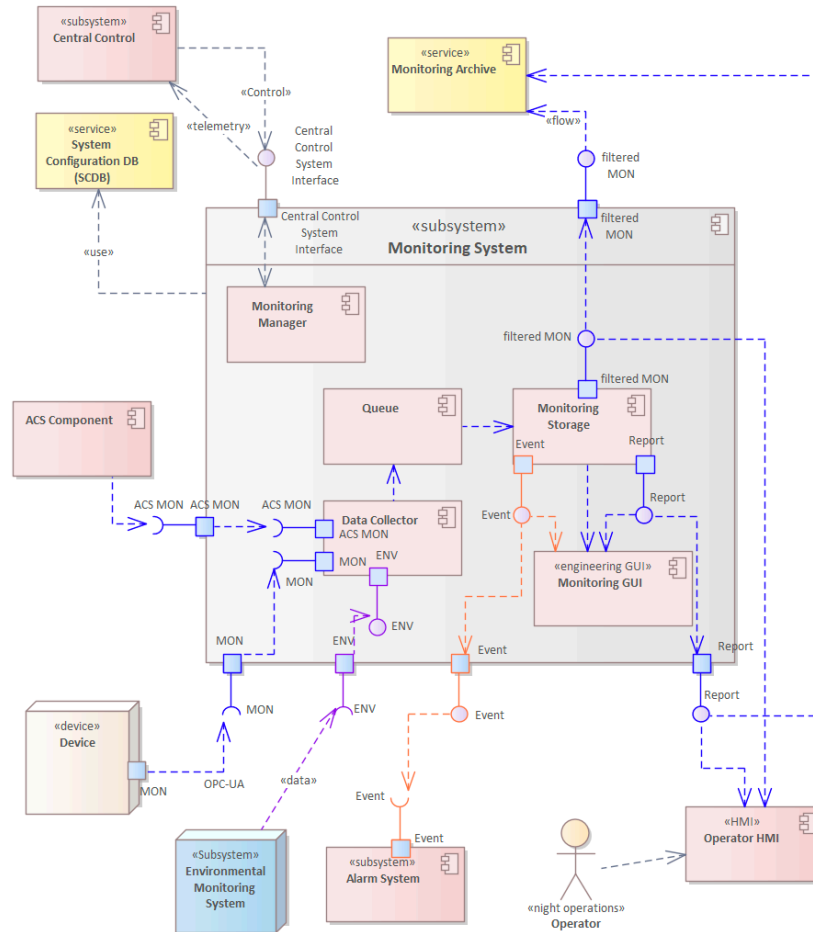 «subsystem»
Central Control
«service»
Monitoring Archive
«Control»
«telemetry»
«flow»
«service»
System
Configuration DB
(SCDB)
Central
Control
System
Interface
filtered
MON
Central Control
System
Interface
«subsystem»
Monitoring System
filtered
MON
«use»
Monitoring
Manager
filtered MON
filtered MON
ACS Component
Queue
Monitoring
Storage
Event
Report
ACS MON
ACS MON
ACS MON
Data Collector
ACS MON
Event
Report
MON
MON
ENV
«engineering GUI»
Monitoring GUI
ENV
MON
ENV
Event
Report
MON
ENV
Event
Report
«device»
Device
MON
OPC-UA
«data»
Event
Event
«Subsystem»
Environmental
Monitoring
System
«subsystem»
Alarm System
«HMI»
Operator HMI
«night operations»
Operator